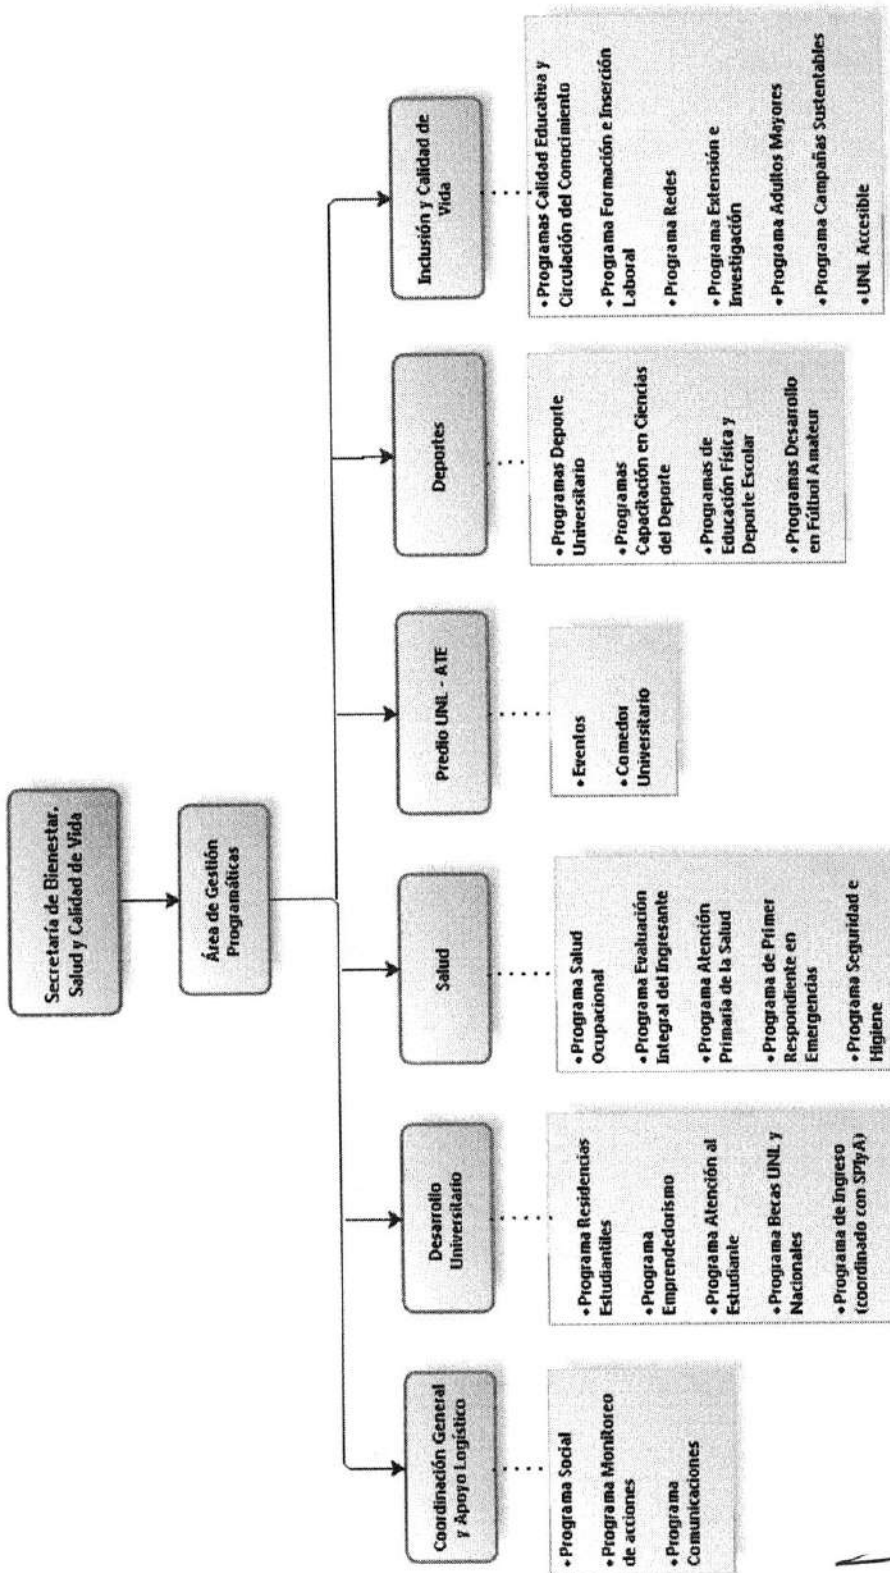 Secretaría de Bienestar,
Salud y Calidad de Vida
Área de Gestión
Programáticas
Coordinación General
y Apoyo Logístico
• Programa Social
• Programa Monitoreo
de acciones
• Programa
Comunicaciones
Desarrollo
Universitario
• Programa Residencias
Estudiantiles
• Programa
Emprendedorismo
• Programa Atención al
Estudiante
• Programa Becas UNL y
Nacionales
• Programa de Ingreso
(coordinado con SPIyA)
Salud
• Programa Salud
Ocupacional
• Programa Evaluación
Integral del Ingresante
• Programa Atención
Primaria de la Salud
• Programa de Primer
Respondiente en
Emergencias
• Programa Seguridad e
Higiene
Predio UNL - ATE
• Eventos
• Comedor
Universitario
Deportes
• Programas Deporte
Universitario
• Programas
Capacitación en Ciencias
del Deporte
• Programas de
Educación Física y
Deporte Escolar
• Programas Desarrollo
en Fútbol Amateur
Inclusión y Calidad de
Vida
• Programas Calidad Educativa y
Circulación del Conocimiento
• Programa Formación e Inserción
Laboral
• Programa Redes
• Programa Extensión e
Investigación
• Programa Adultos Mayores
• Programa Campañas Sustentables
• UNL Accesible